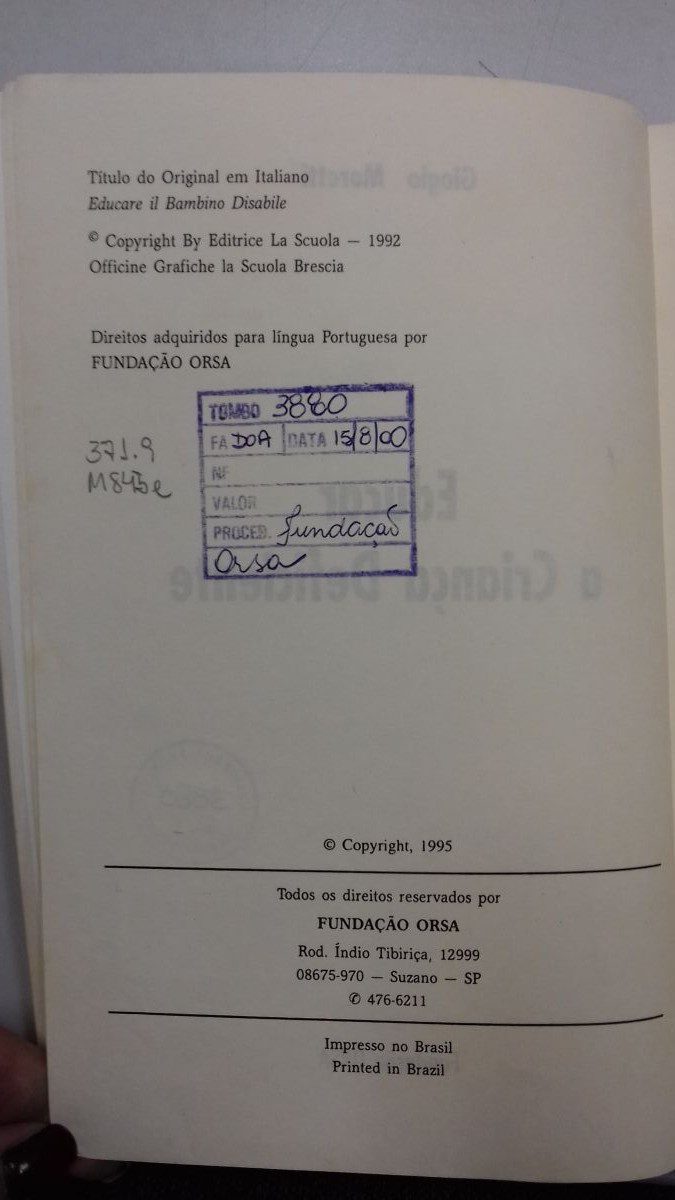 Título do Original em Italiano
Educare il Bambino Disabile
© Copyright By Editrice La Scuola — 1992
Officine Grafiche la Scuola Brescia
Direitos adquiridos para língua Portuguesa por
FUNDAÇÃO ORSA
TOMBO 3880
FA DOA DATA 15/8/00
NF
VALOR
PROCED. Fundação
Orsa
371.9
M845e
© Copyright, 1995
Todos os direitos reservados por
FUNDAÇÃO ORSA
Rod. Índio Tibiriça, 12999
08675-970 — Suzano — SP
✆ 476-6211
Impresso no Brasil
Printed in Brazil